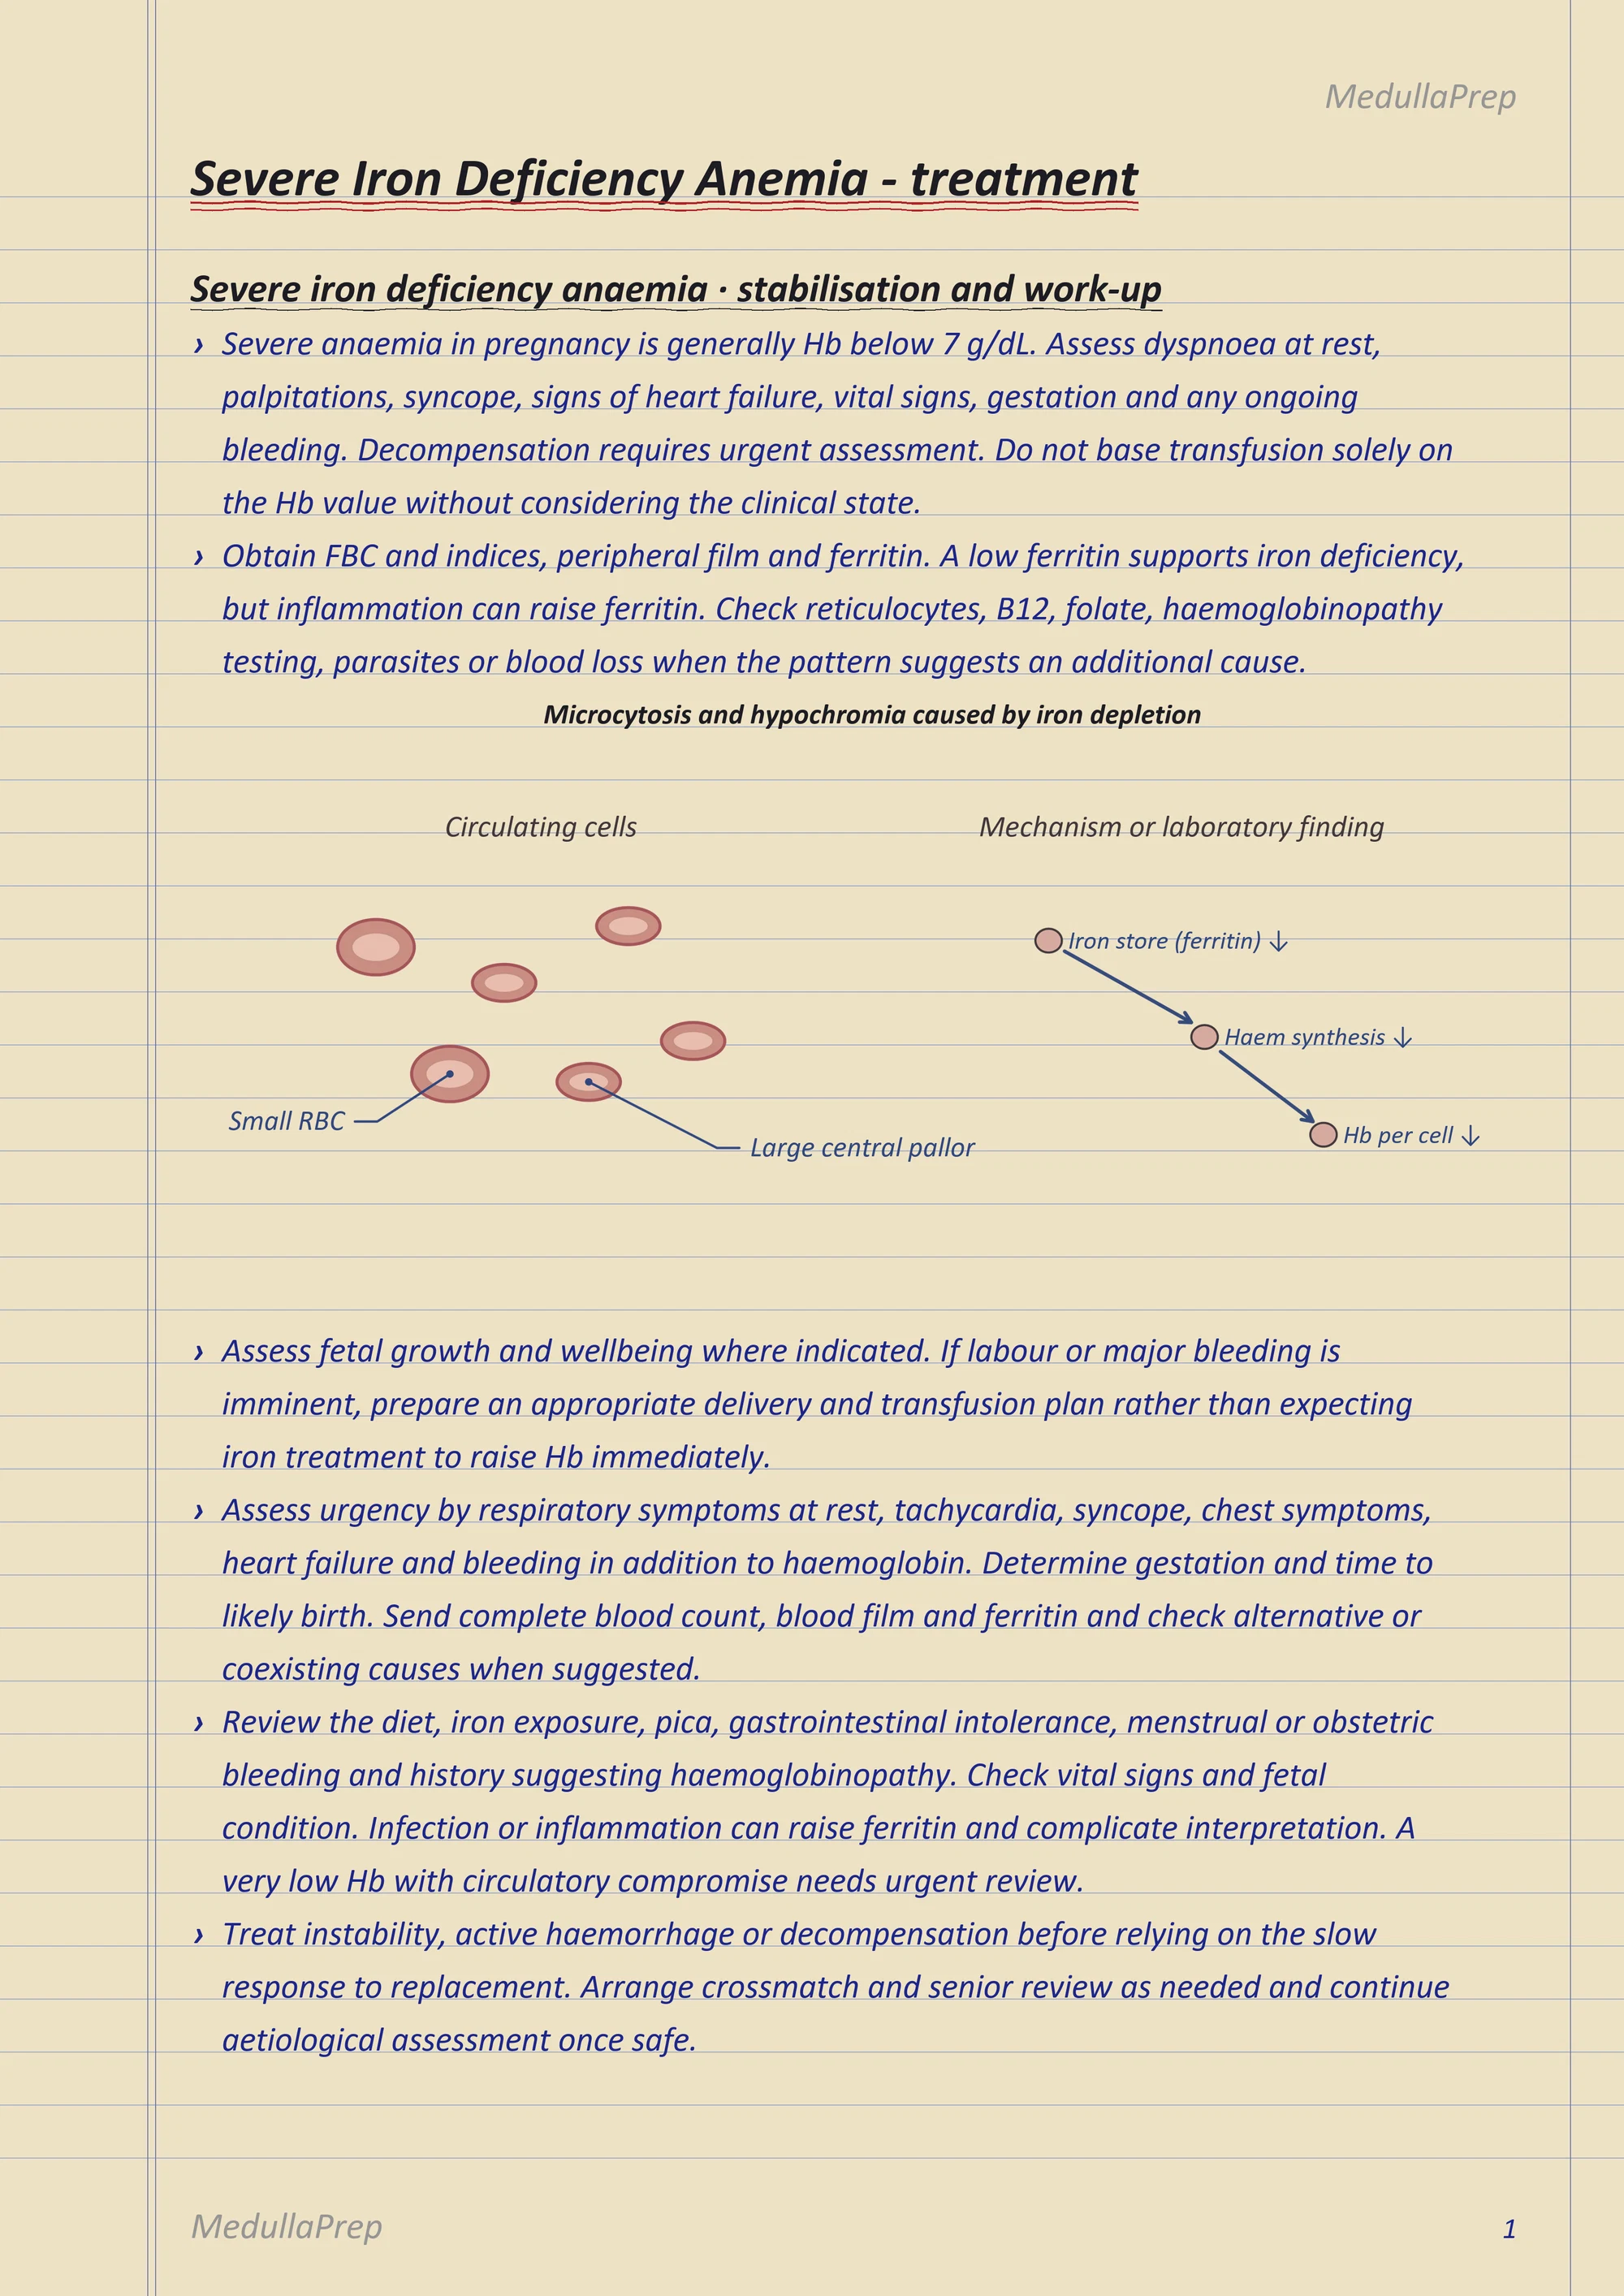 MedullaPrep
Severe Iron Deficiency Anemia - treatment
Severe iron deficiency anaemia · stabilisation and work-up
› Severe anaemia in pregnancy is generally Hb below 7 g/dL. Assess dyspnoea at rest,
palpitations, syncope, signs of heart failure, vital signs, gestation and any ongoing
bleeding. Decompensation requires urgent assessment. Do not base transfusion solely on
the Hb value without considering the clinical state.
› Obtain FBC and indices, peripheral film and ferritin. A low ferritin supports iron deficiency,
but inflammation can raise ferritin. Check reticulocytes, B12, folate, haemoglobinopathy
testing, parasites or blood loss when the pattern suggests an additional cause.
Microcytosis and hypochromia caused by iron depletion
Circulating cells
Mechanism or laboratory finding
Iron store (ferritin) ↓
Haem synthesis ↓
Hb per cell ↓
Small RBC
Large central pallor
› Assess fetal growth and wellbeing where indicated. If labour or major bleeding is
imminent, prepare an appropriate delivery and transfusion plan rather than expecting
iron treatment to raise Hb immediately.
› Assess urgency by respiratory symptoms at rest, tachycardia, syncope, chest symptoms,
heart failure and bleeding in addition to haemoglobin. Determine gestation and time to
likely birth. Send complete blood count, blood film and ferritin and check alternative or
coexisting causes when suggested.
› Review the diet, iron exposure, pica, gastrointestinal intolerance, menstrual or obstetric
bleeding and history suggesting haemoglobinopathy. Check vital signs and fetal
condition. Infection or inflammation can raise ferritin and complicate interpretation. A
very low Hb with circulatory compromise needs urgent review.
› Treat instability, active haemorrhage or decompensation before relying on the slow
response to replacement. Arrange crossmatch and senior review as needed and continue
aetiological assessment once safe.
MedullaPrep
1